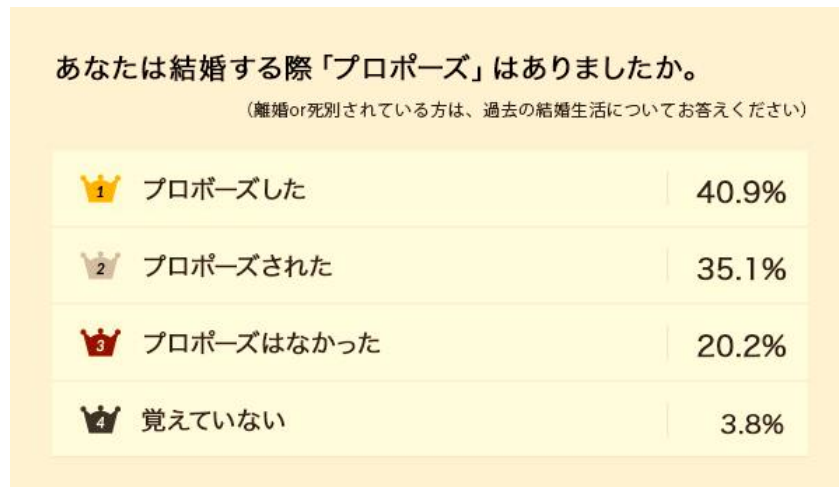 あなたは結婚する際「プロポーズ」はありましたか。
（離婚or死別されている方は、過去の結婚生活についてお答えください）
1 プロポーズした 40.9%
2 プロポーズされた 35.1%
3 プロポーズはなかった 20.2%
4 覚えていない 3.8%